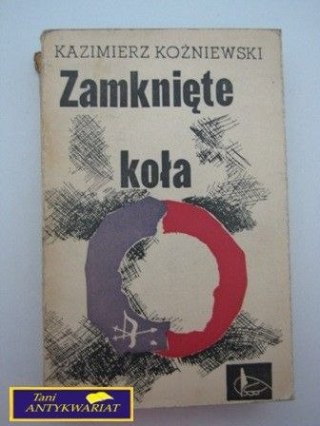 KAZIMIERZ KOŹNIEWSKI
Zamknięte
koła
Tani
ANTYKWARIAT